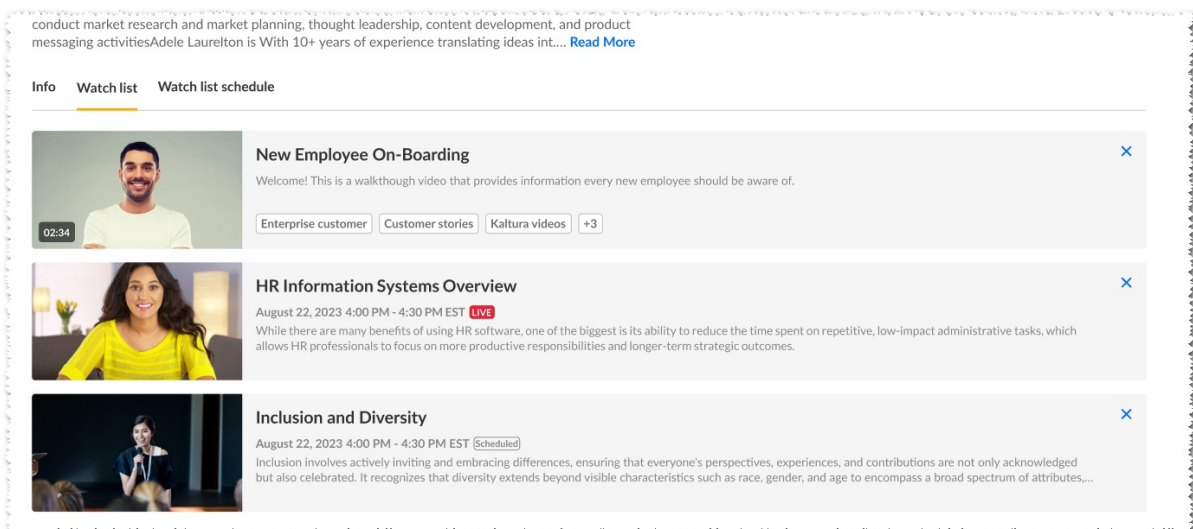 conduct market research and market planning, thought leadership, content development, and product
messaging activitiesAdele Laurelton is With 10+ years of experience translating ideas int.... Read More
Info Watch list Watch list schedule
New Employee On-Boarding
Welcome! This is a walkthough video that provides information every new employee should be aware of.
Enterprise customer Customer stories Kaltura videos +3
02:34
HR Information Systems Overview
August 22, 2023 4:00 PM - 4:30 PM EST LIVE
While there are many benefits of using HR software, one of the biggest is its ability to reduce the time spent on repetitive, low-impact administrative tasks, which
allows HR professionals to focus on more productive responsibilities and longer-term strategic outcomes.
Inclusion and Diversity
August 22, 2023 4:00 PM - 4:30 PM EST Scheduled
Inclusion involves actively inviting and embracing differences, ensuring that everyone's perspectives, experiences, and contributions are not only acknowledged
but also celebrated. It recognizes that diversity extends beyond visible characteristics such as race, gender, and age to encompass a broad spectrum of attributes,...